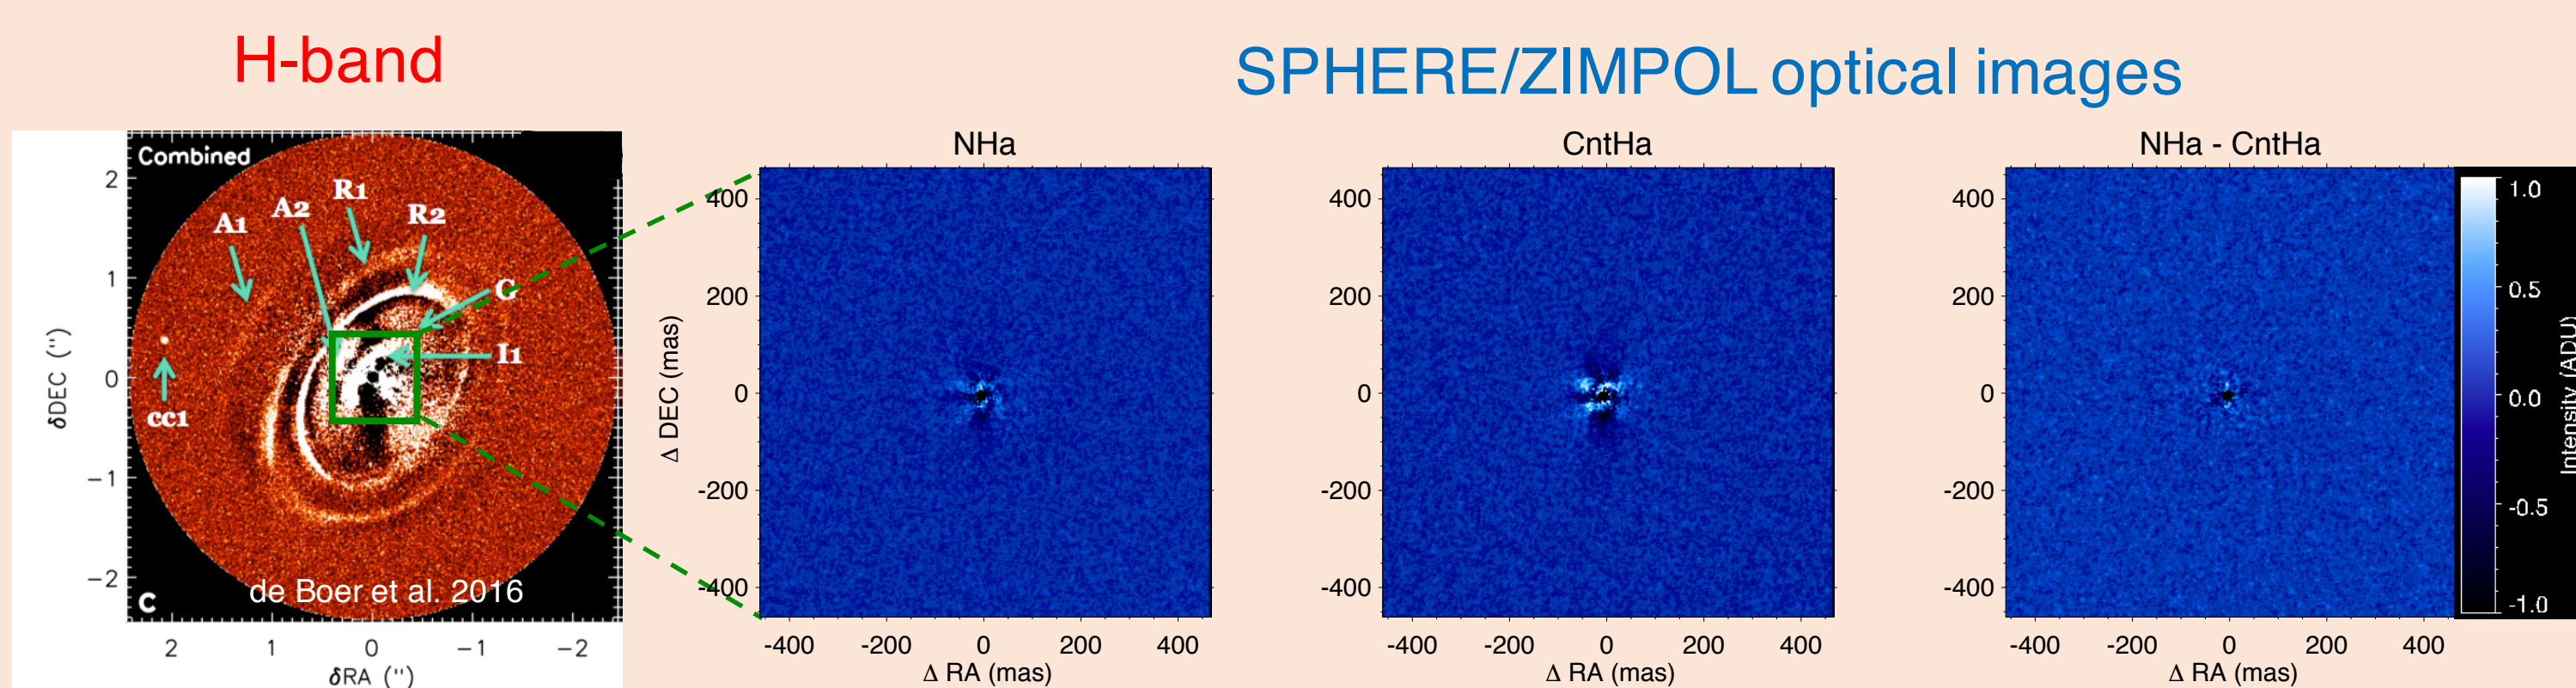 H-band
SPHERE/ZIMPOL optical images
Combined
A1
A2
R1
R2
G
I1
cc1
de Boer et al. 2016
C
2
1
0
−1
−2
δDEC (")
2
1
0
−1
−2
δRA (")
NHa
400
200
0
-200
-400
Δ DEC (mas)
-400
-200
0
200
400
Δ RA (mas)
CntHa
400
200
0
-200
-400
-400
-200
0
200
400
Δ RA (mas)
NHa - CntHa
400
200
0
-200
-400
-400
-200
0
200
400
Δ RA (mas)
1.0
0.5
0.0
-0.5
-1.0
Intensity (ADU)